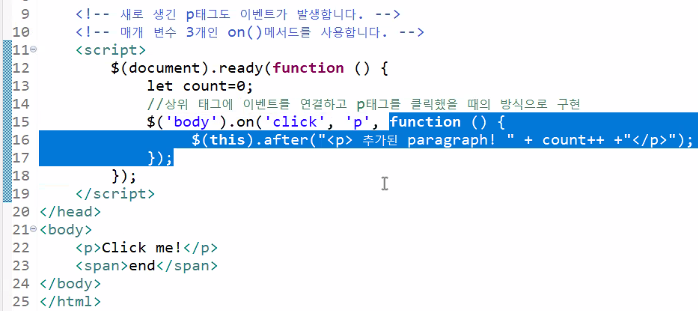 9 <!-- 새로 생긴 p태그도 이벤트가 발생합니다. -->
10 <!-- 매개 변수 3개인 on()메서드를 사용합니다. -->
11 <script>
12 $(document).ready(function () {
13 let count=0;
14 //상위 태그에 이벤트를 연결하고 p태그를 클릭했을 때의 방식으로 구현
15 $('body').on('click', 'p', function () {
16 $(this).after("<p> 추가된 paragraph! " + count++ +"</p>");
17 });
18 });
19 </script>
20 </head>
21 <body>
22 <p>Click me!</p>
23 <span>end</span>
24 </body>
25 </html>